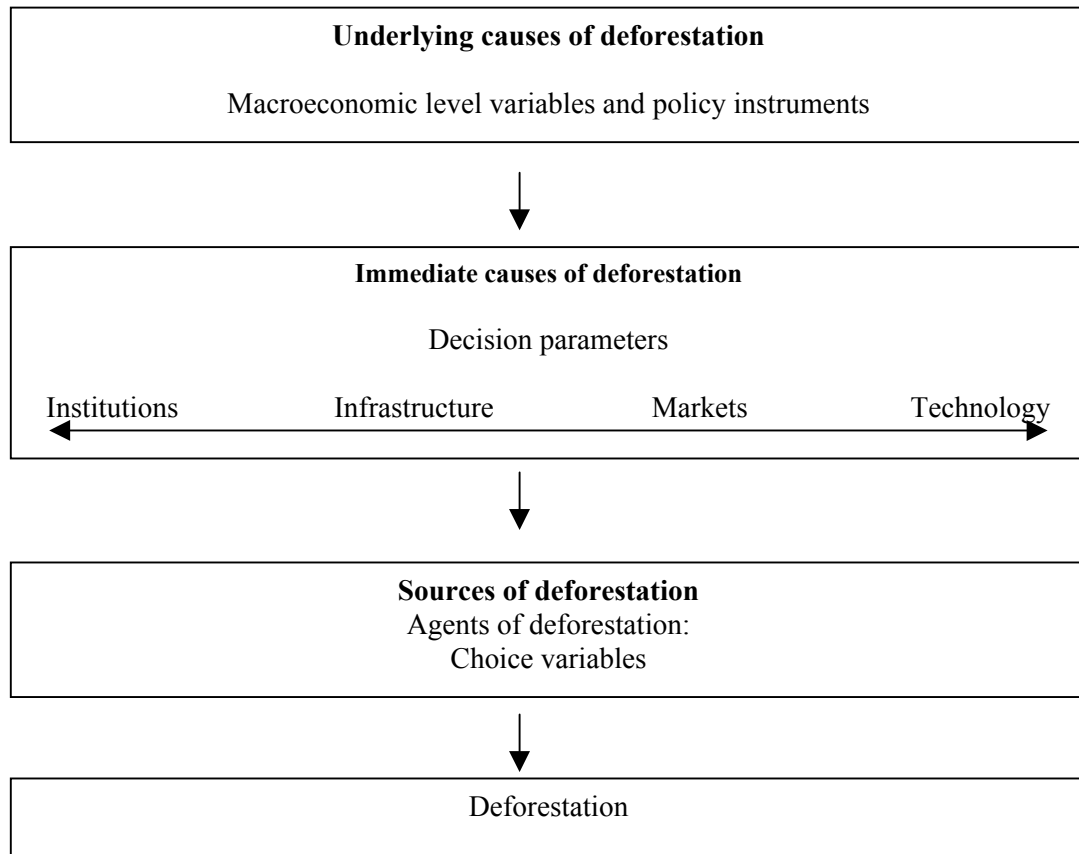 Underlying causes of deforestation
Macroeconomic level variables and policy instruments
Immediate causes of deforestation
Decision parameters
Institutions Infrastructure Markets Technology
Sources of deforestation
Agents of deforestation:
Choice variables
Deforestation